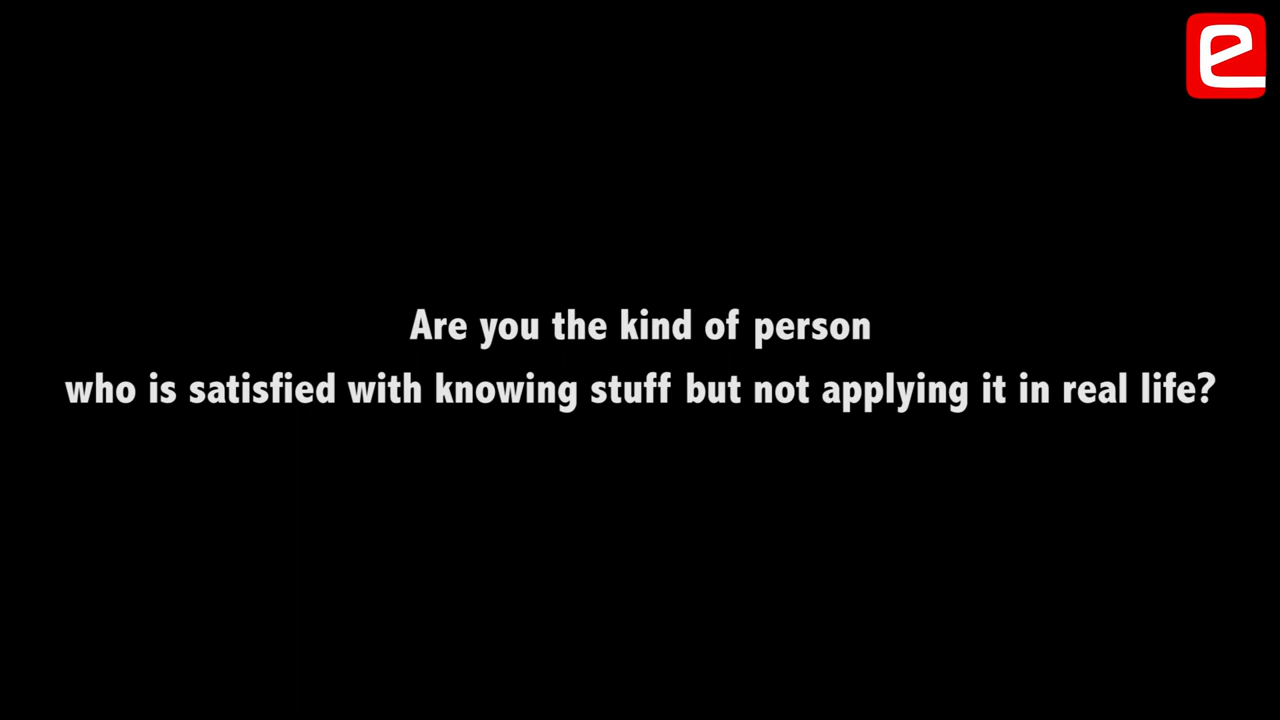 e
Are you the kind of person
who is satisfied with knowing stuff but not applying it in real life?